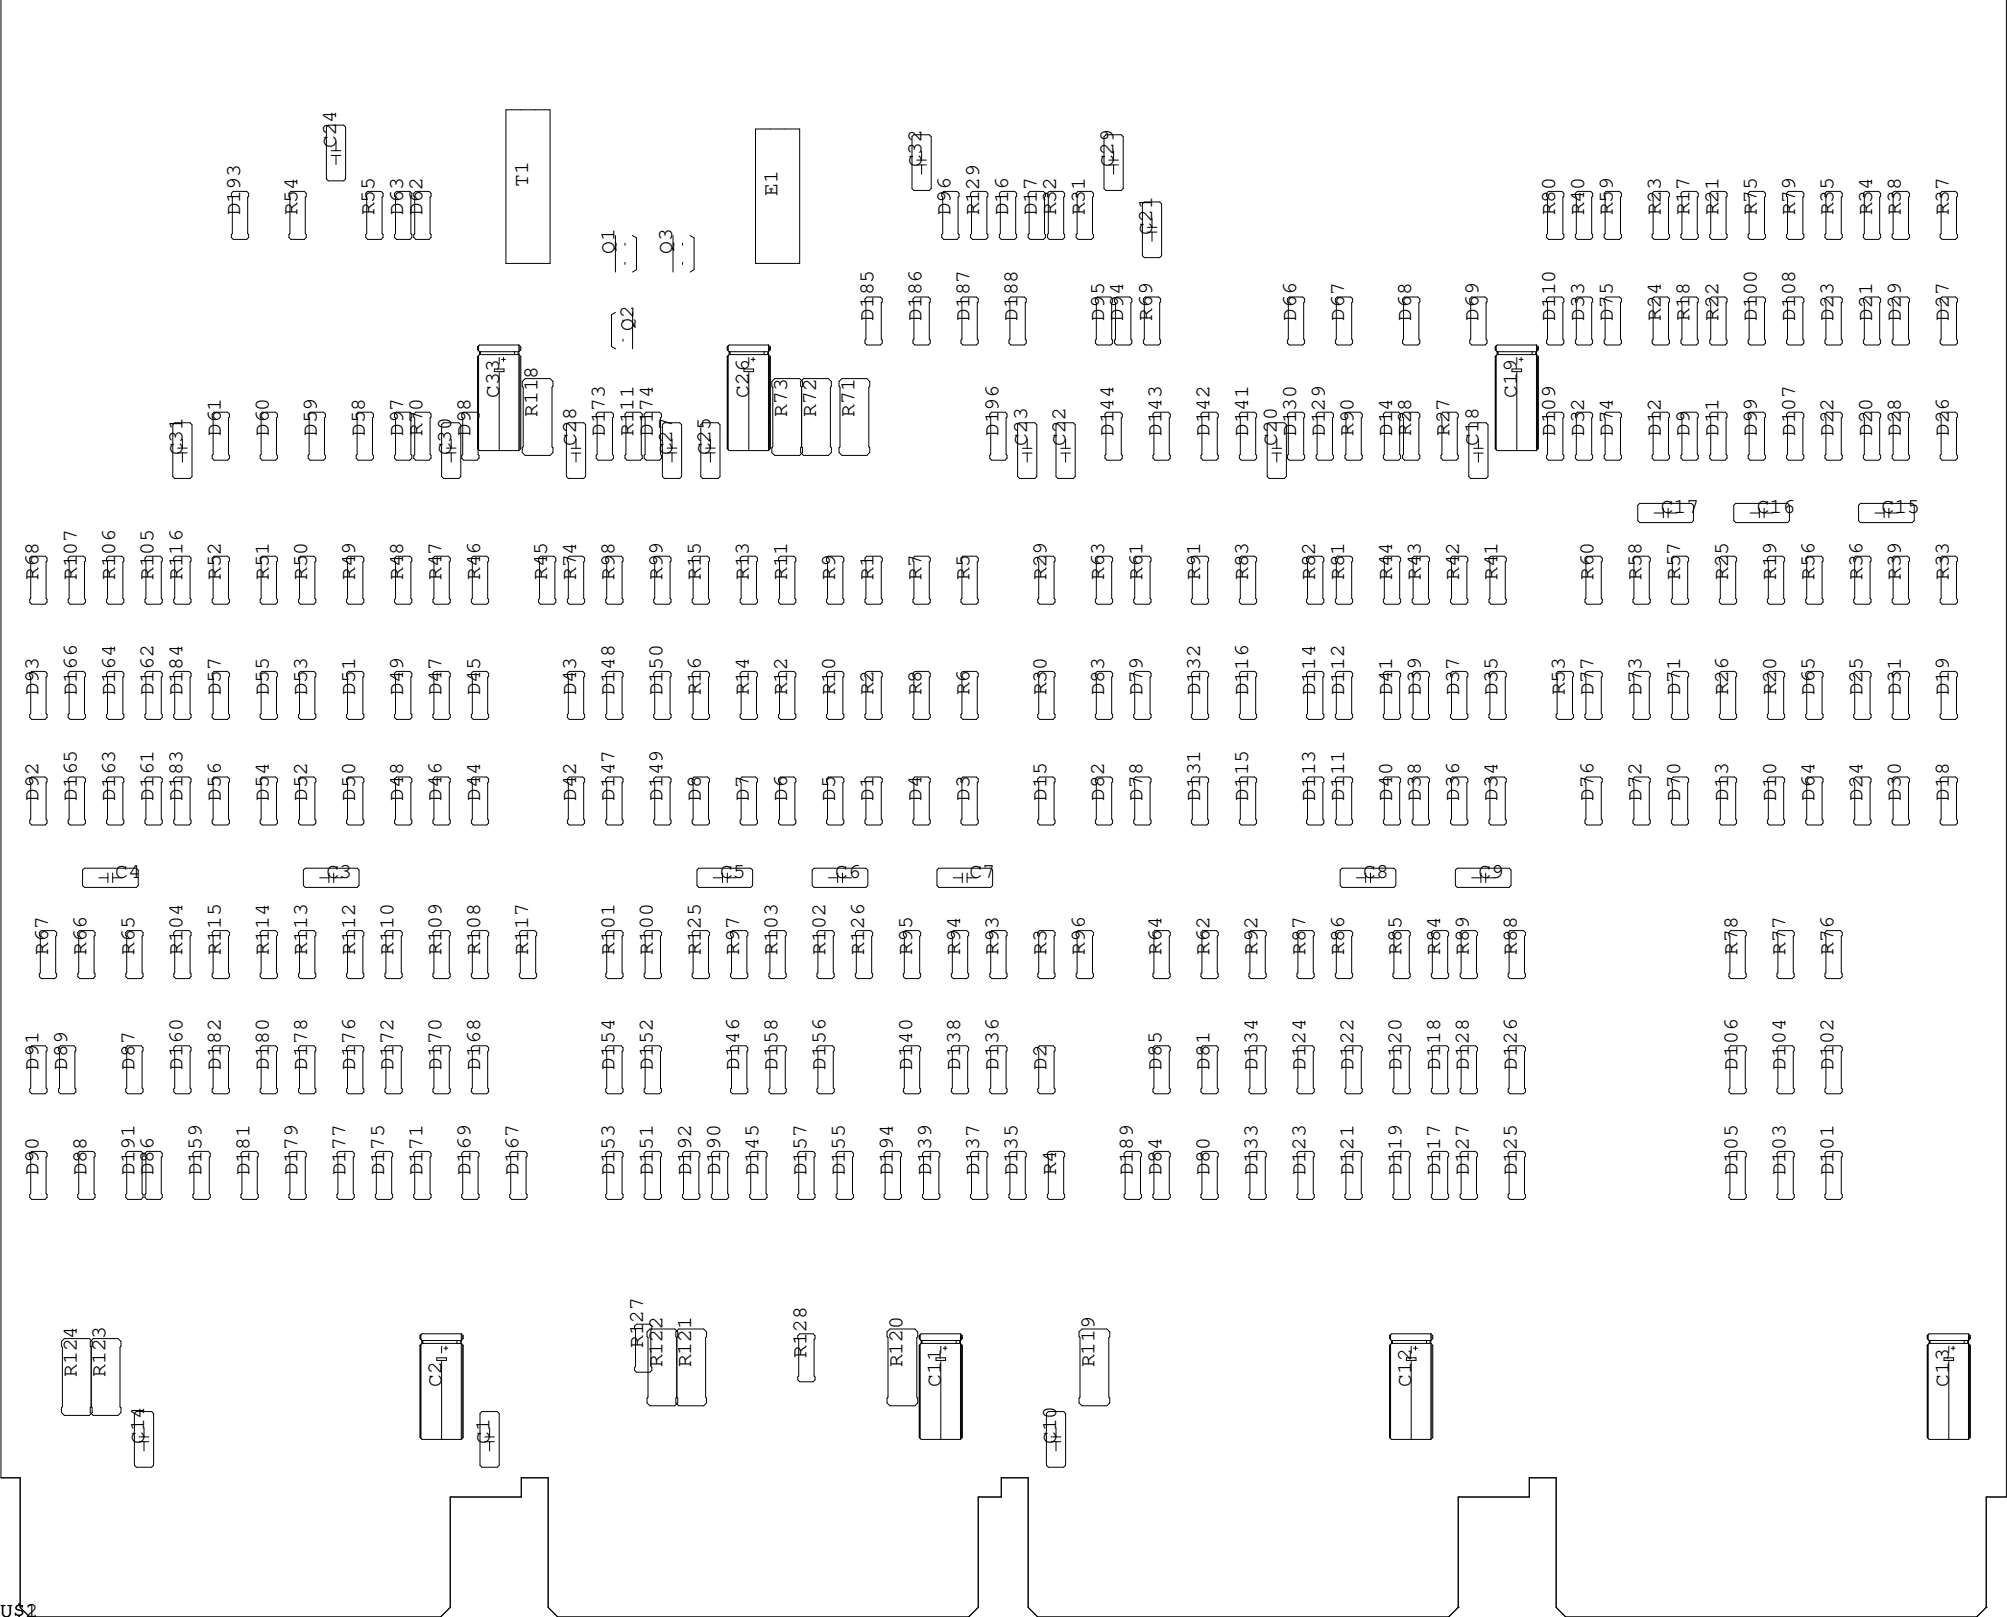 C24 T1 E1 C32 C29
D193 R54 R55 D63 D62 D96 R129 D16 D17 R32 R31 C21 R80 R40 R59 R23 R17 R21 R75 R79 R35 R34 R38 R37
Q1 Q3
D185 D186 D187 D188 D95 D94 R69 D66 D67 D68 D69 D110 D33 D75 R24 R18 R22 D100 D108 D23 D21 D29 D27
Q2
C33 R118 C26 R73 R72 R71 C19
C31 D61 D60 D59 D58 D97 R70 C30 D98 C28 D173 R111 D174 C27 C25 D196 C23 C22 D144 D143 D142 D141 C20 D130 D129 R90 D14 R28 R27 C18 D109 D32 D74 D12 D9 D11 D99 D107 D22 D20 D28 D26
C17 C16 C15
R68 R107 R106 R105 R116 R52 R51 R50 R49 R48 R47 R46 R45 R74 R98 R99 R15 R13 R11 R9 R1 R7 R5 R29 R63 R61 R91 R83 R82 R81 R44 R43 R42 R41 R60 R58 R57 R25 R19 R56 R36 R39 R33
D93 D166 D164 D162 D184 D57 D55 D53 D51 D49 D47 D45 D43 D148 D150 R16 R14 R12 R10 R2 R8 R6 R30 D83 D79 D132 D116 D114 D112 D41 D39 D37 D35 R53 D77 D73 D71 R26 R20 D65 D25 D31 D19
D92 D165 D163 D161 D183 D56 D54 D52 D50 D48 D46 D44 D42 D147 D149 D8 D7 D6 D5 D1 D4 D3 D15 D82 D78 D131 D115 D113 D111 D40 D38 D36 D34 D76 D72 D70 D13 D10 D64 D24 D30 D18
C4 C3 C5 C6 C7 C8 C9
R67 R66 R65 R104 R115 R114 R113 R112 R110 R109 R108 R117 R101 R100 R125 R97 R103 R102 R126 R95 R94 R93 R3 R96 R64 R62 R92 R87 R86 R85 R84 R89 R88 R78 R77 R76
D91 D89 D87 D160 D182 D180 D178 D176 D172 D170 D168 D154 D152 D146 D158 D156 D140 D138 D136 D2 D85 D81 D134 D124 D122 D120 D118 D128 D126 D106 D104 D102
D90 D88 D191 D86 D159 D181 D179 D177 D175 D171 D169 D167 D153 D151 D192 D190 D145 D157 D155 D194 D139 D137 D135 R4 D189 D84 D80 D133 D123 D121 D119 D117 D127 D125 D105 D103 D101
R124 R123 C2 R127 R122 R121 R128 R120 C11 R119 C12 C13
C14 C1 C10